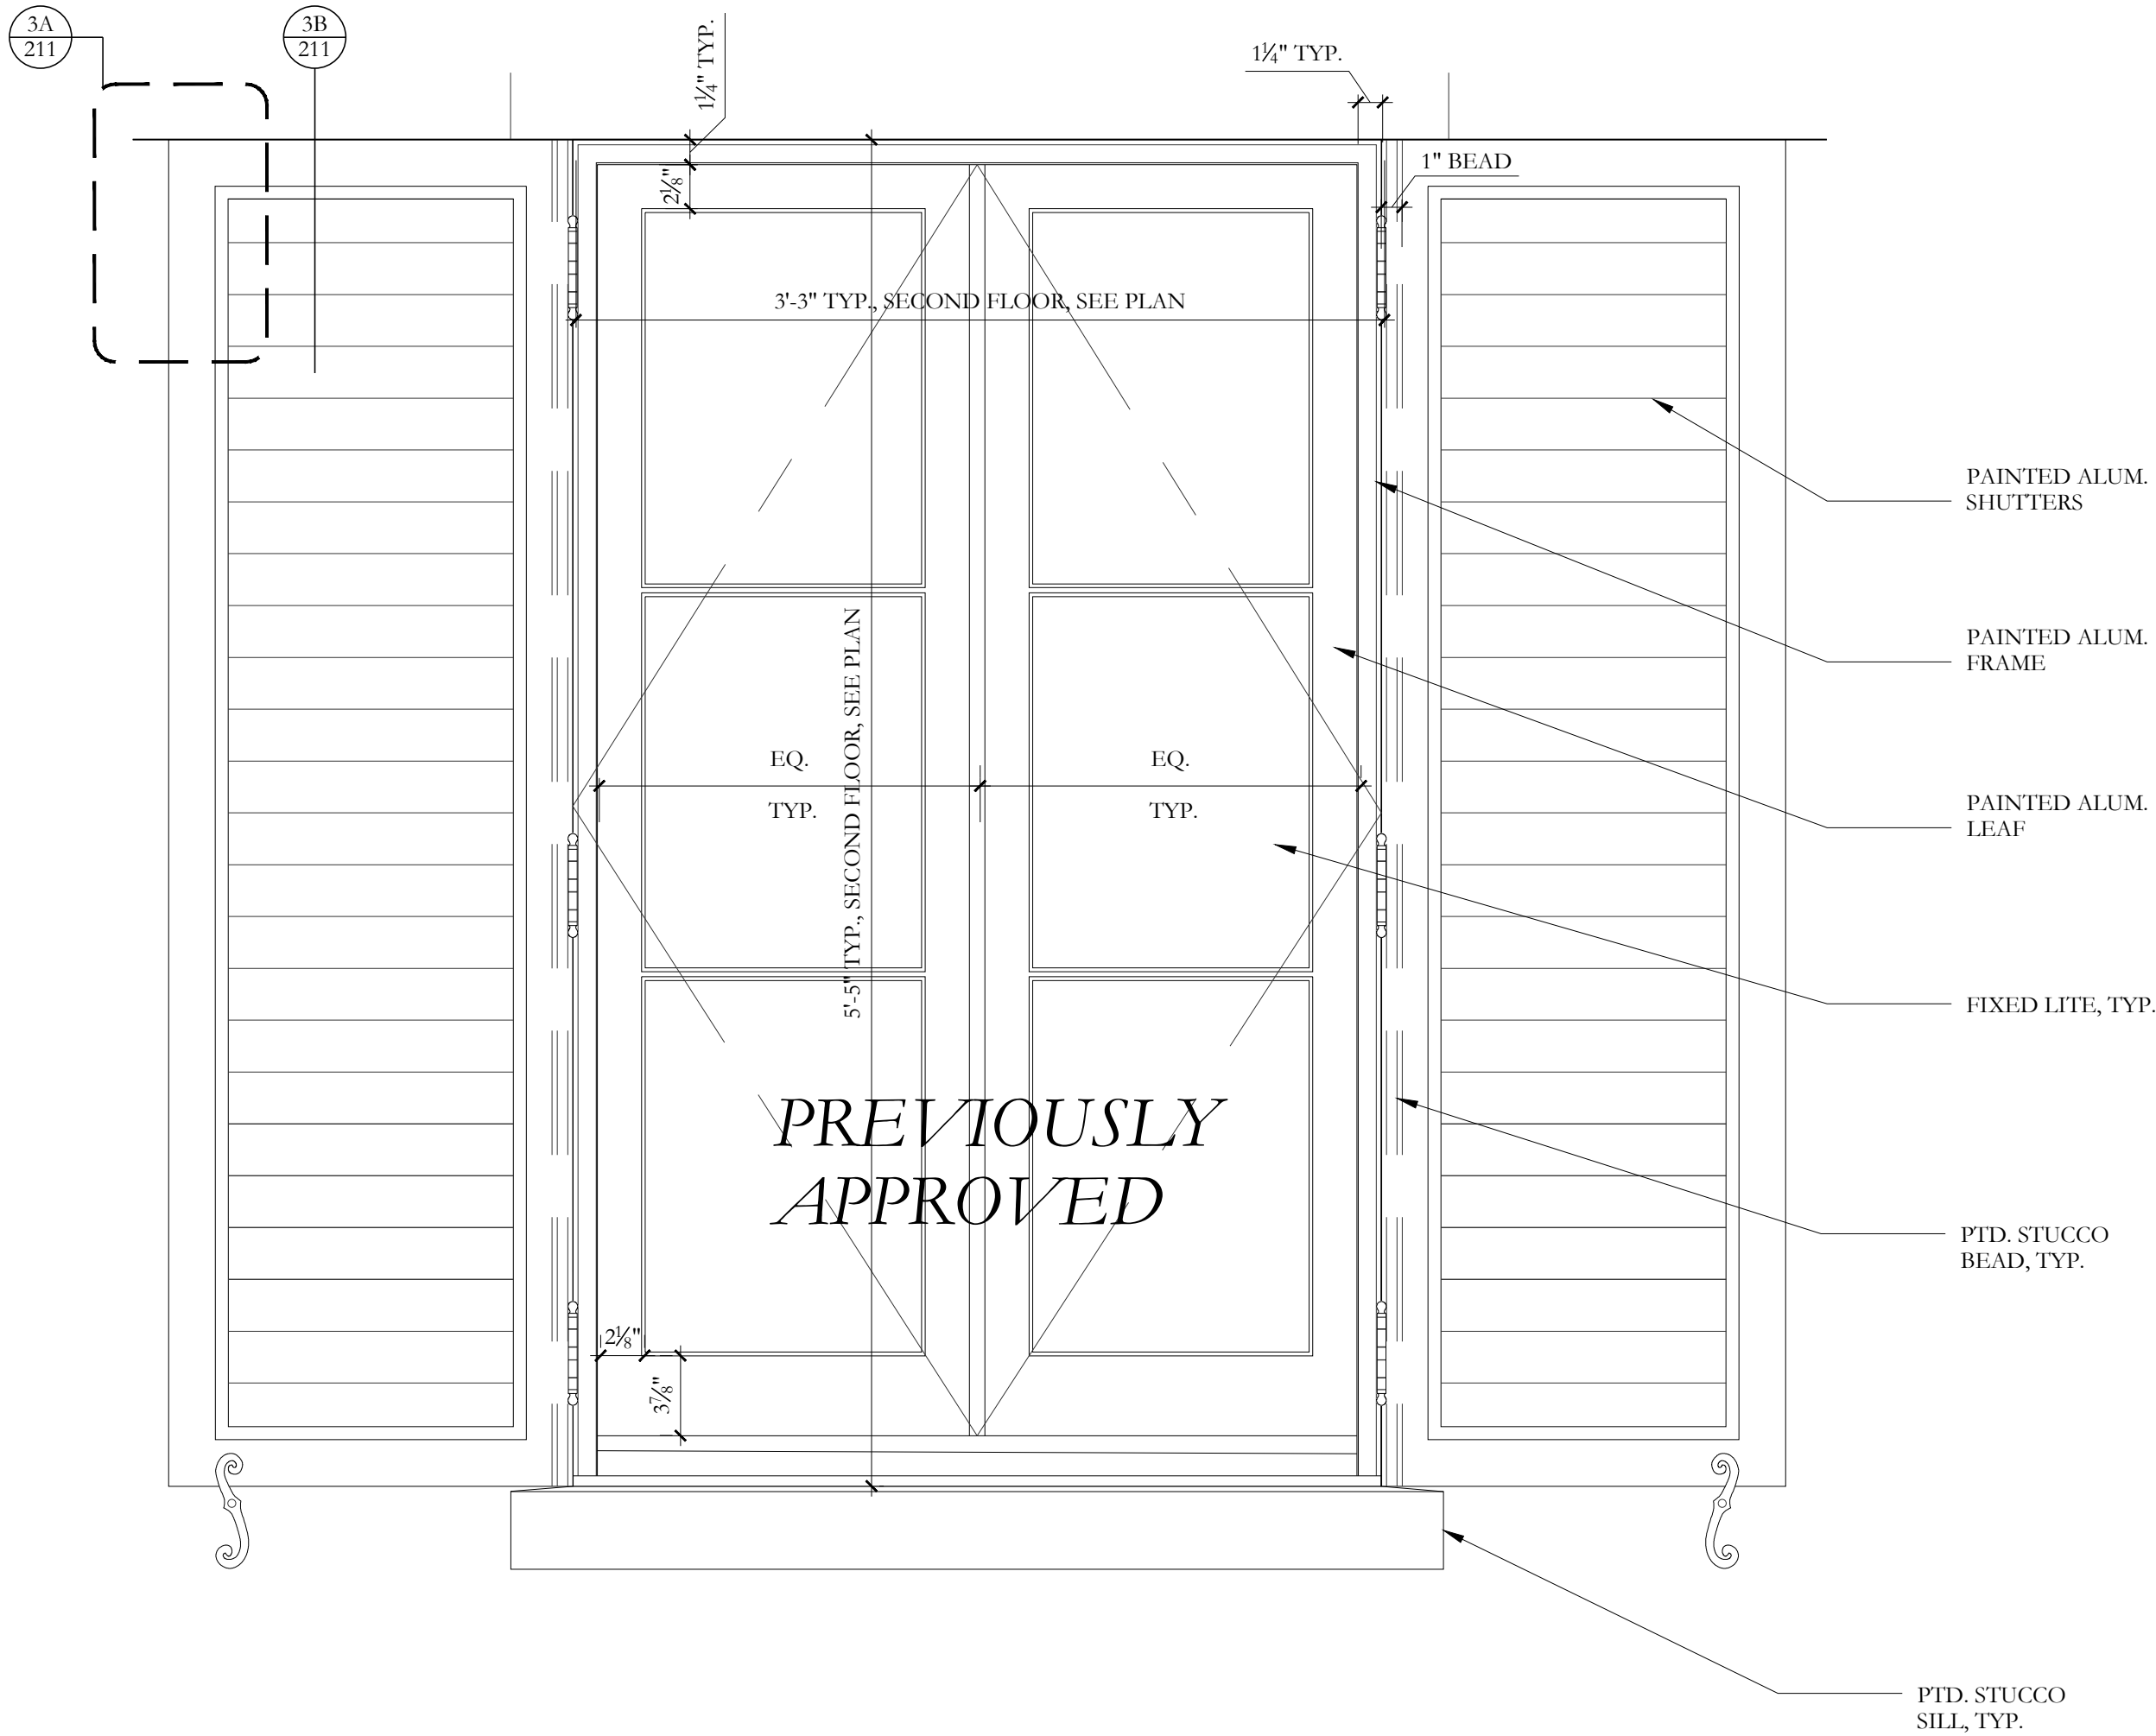 3A
211
3B
211
1¼" TYP.
1¼" TYP.
1" BEAD
2⅛"
3'-3" TYP., SECOND FLOOR, SEE PLAN
PAINTED ALUM.
SHUTTERS
PAINTED ALUM.
FRAME
5'-5" TYP., SECOND FLOOR, SEE PLAN
EQ.
TYP.
EQ.
TYP.
PAINTED ALUM.
LEAF
FIXED LITE, TYP.
PREVIOUSLY
APPROVED
PTD. STUCCO
BEAD, TYP.
2⅛"
3⅞"
PTD. STUCCO
SILL, TYP.